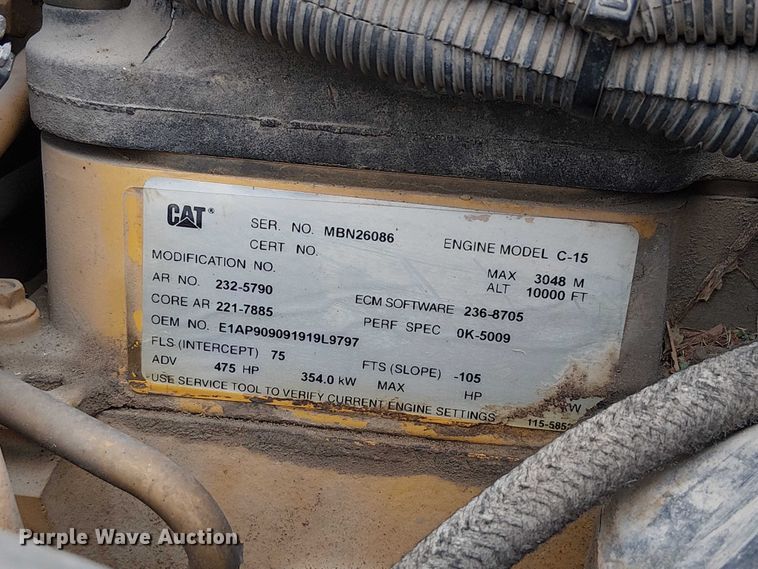 CAT®
SER. NO. MBN26086 ENGINE MODEL C-15
CERT NO.
MODIFICATION NO. MAX 3048 M
AR NO. 232-5790 ALT 10000 FT
CORE AR 221-7885 ECM SOFTWARE 236-8705
OEM NO. E1AP909091919L9797 PERF SPEC 0K-5009
FLS (INTERCEPT) 75 FTS (SLOPE) -105
ADV 475 HP 354.0 kW MAX HP kW
USE SERVICE TOOL TO VERIFY CURRENT ENGINE SETTINGS
Purple Wave Auction